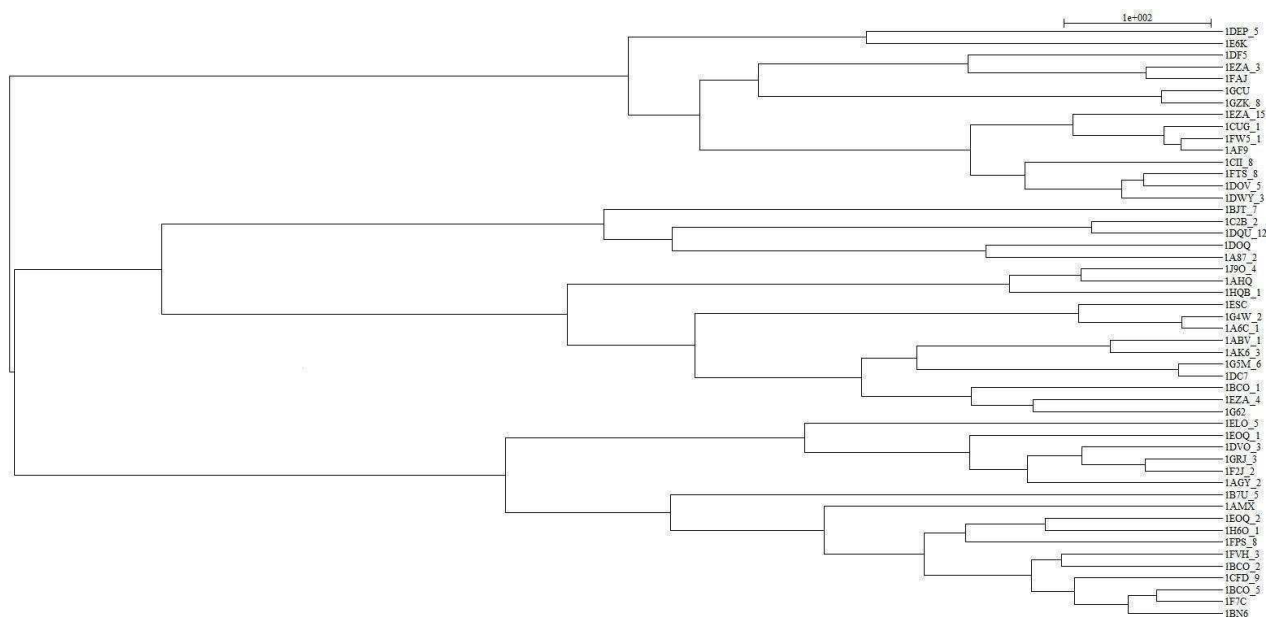 1e+002
1DEP_5
1E6K
1DF5
1EZA_3
1FAJ
1GCU
1GZK_8
1EZA_15
1CUG_1
1FW5_1
1AF9
1CII_8
1FTS_8
1DOV_5
1DWY_3
1BJT_7
1C2B_2
1DQU_12
1DOQ
1A87_2
1J9O_4
1AHQ
1HQB_1
1ESC
1G4W_2
1A6C_1
1ABV_1
1AK6_3
1G5M_6
1DC7
1BCO_1
1EZA_4
1G62
1ELO_5
1EOQ_1
1DVO_3
1GRJ_3
1F2J_2
1AGY_2
1B7U_5
1AMX
1EOQ_2
1H6O_1
1FPS_8
1FVH_3
1BCO_2
1CFD_9
1BCO_5
1F7C
1BN6